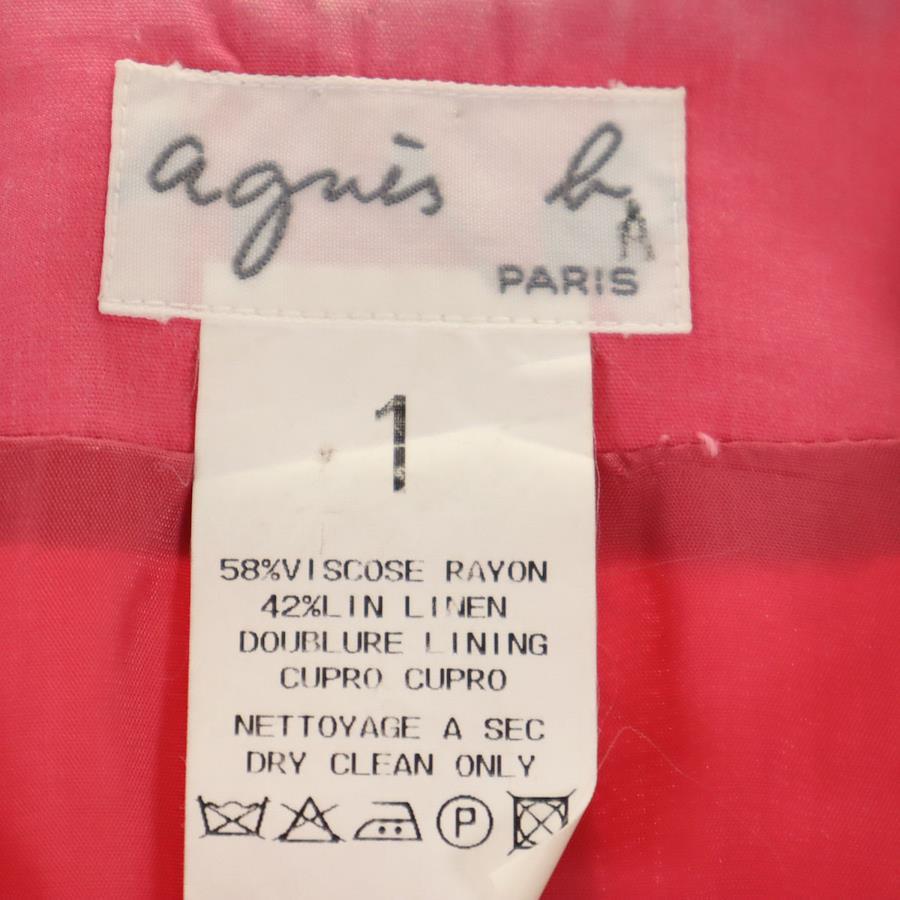 agnès b
A
PARIS
1
58%VISCOSE RAYON
42%LIN LINEN
DOUBLURE LINING
CUPRO CUPRO
NETTOYAGE A SEC
DRY CLEAN ONLY
P